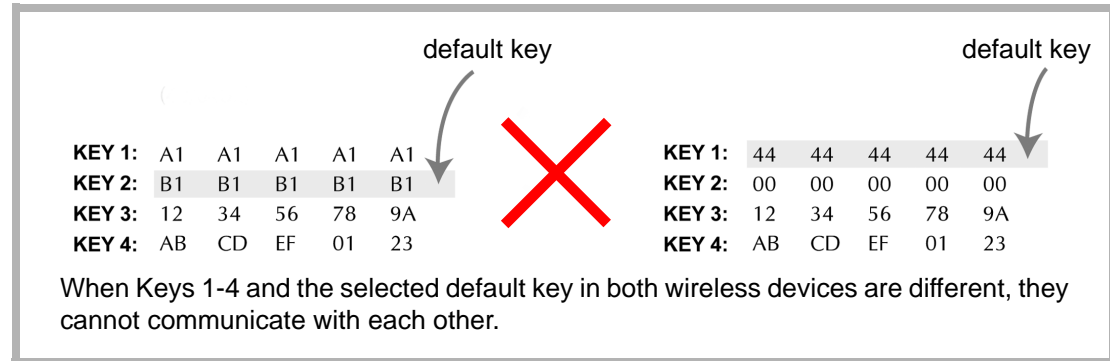 default key
default key
KEY 1: A1 A1 A1 A1 A1
KEY 2: B1 B1 B1 B1 B1
KEY 3: 12 34 56 78 9A
KEY 4: AB CD EF 01 23
KEY 1: 44 44 44 44 44
KEY 2: 00 00 00 00 00
KEY 3: 12 34 56 78 9A
KEY 4: AB CD EF 01 23
When Keys 1-4 and the selected default key in both wireless devices are different, they
cannot communicate with each other.